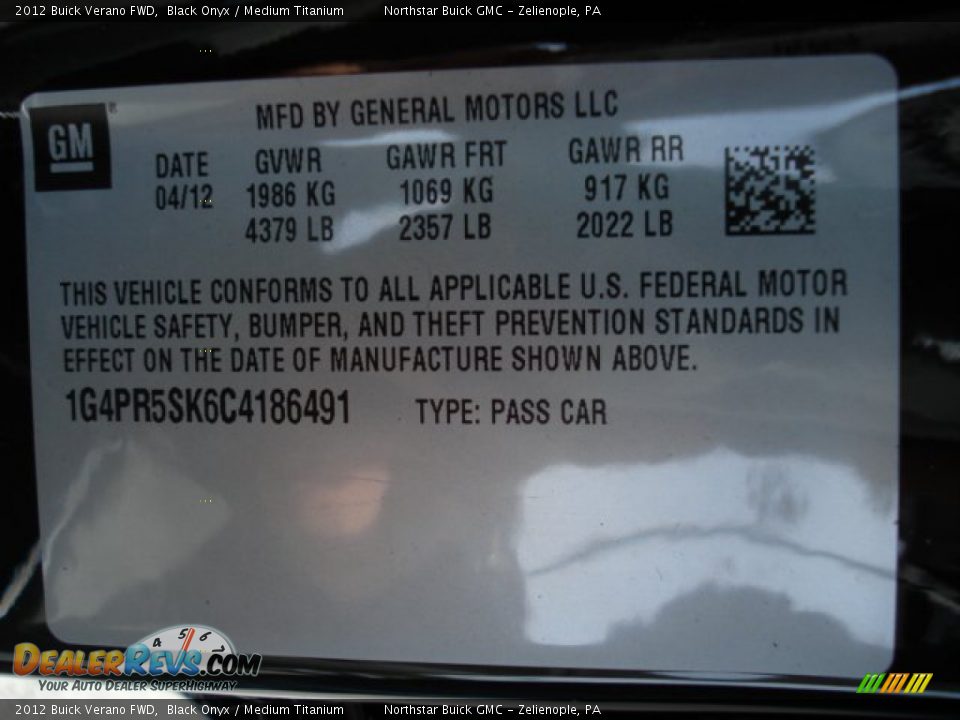 2012 Buick Verano FWD, Black Onyx / Medium Titanium Northstar Buick GMC - Zelienople, PA
GM
MFD BY GENERAL MOTORS LLC
DATE GVWR GAWR FRT GAWR RR
04/12 1986 KG 1069 KG 917 KG
4379 LB 2357 LB 2022 LB
THIS VEHICLE CONFORMS TO ALL APPLICABLE U.S. FEDERAL MOTOR
VEHICLE SAFETY, BUMPER, AND THEFT PREVENTION STANDARDS IN
EFFECT ON THE DATE OF MANUFACTURE SHOWN ABOVE.
1G4PR5SK6C4186491 TYPE: PASS CAR
4 5 6 7
DEALERREVS.COM
YOUR AUTO DEALER SUPERHIGHWAY
2012 Buick Verano FWD, Black Onyx / Medium Titanium Northstar Buick GMC - Zelienople, PA